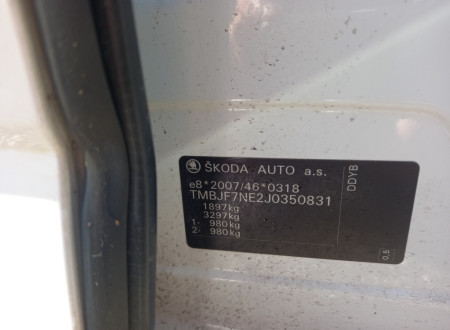 ŠKODA AUTO a.s.
e8*2007/46*0318
TMBJF7NE2J0350831
1897kg
3297kg
1- 980kg
2- 980kg
DDYB
0,5